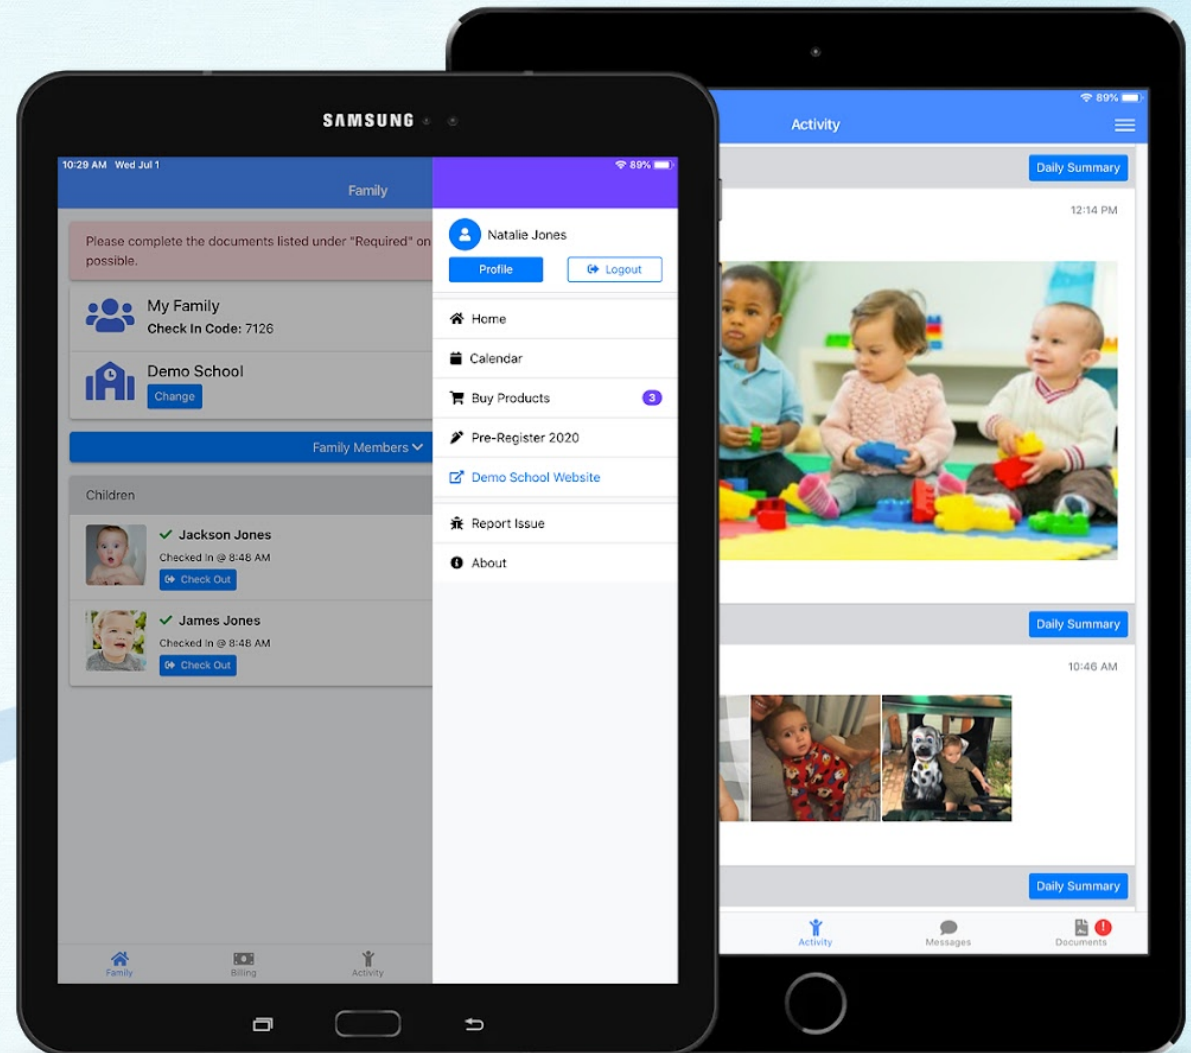 SAMSUNG
10:29 AM Wed Jul 1
89%
Family
Please complete the documents listed under "Required" on
possible.
My Family
Check In Code: 7126
Demo School
Change
Family Members
Children
Jackson Jones
Checked In @ 8:48 AM
Check Out
James Jones
Checked In @ 8:48 AM
Check Out
Family
Billing
Activity
Natalie Jones
Profile
Logout
Home
Calendar
Buy Products
3
Pre-Register 2020
Demo School Website
Report Issue
About
89%
Activity
Daily Summary
12:14 PM
Daily Summary
10:46 AM
Daily Summary
Activity
Messages
Documents
!